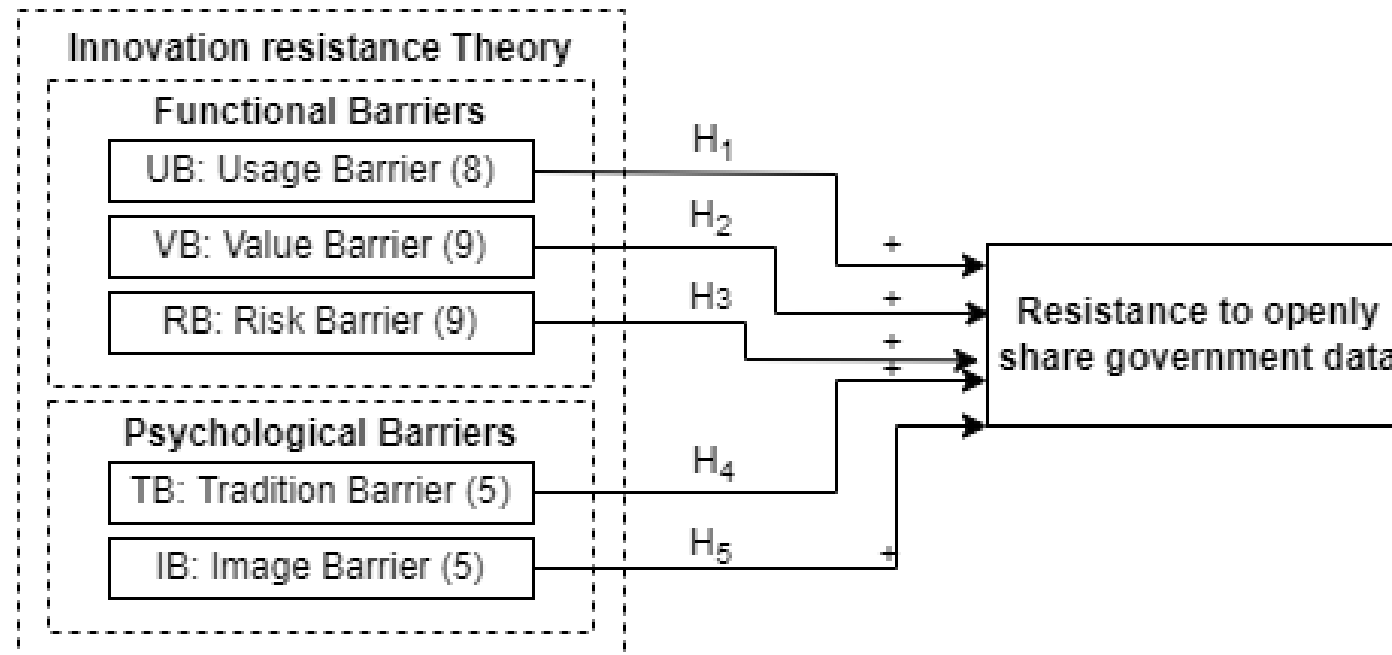 Innovation resistance Theory
Functional Barriers
UB: Usage Barrier (8)
VB: Value Barrier (9)
RB: Risk Barrier (9)
Psychological Barriers
TB: Tradition Barrier (5)
IB: Image Barrier (5)
H1
H2
H3
H4
H5
+
+
+
+
+
Resistance to openly
share government data